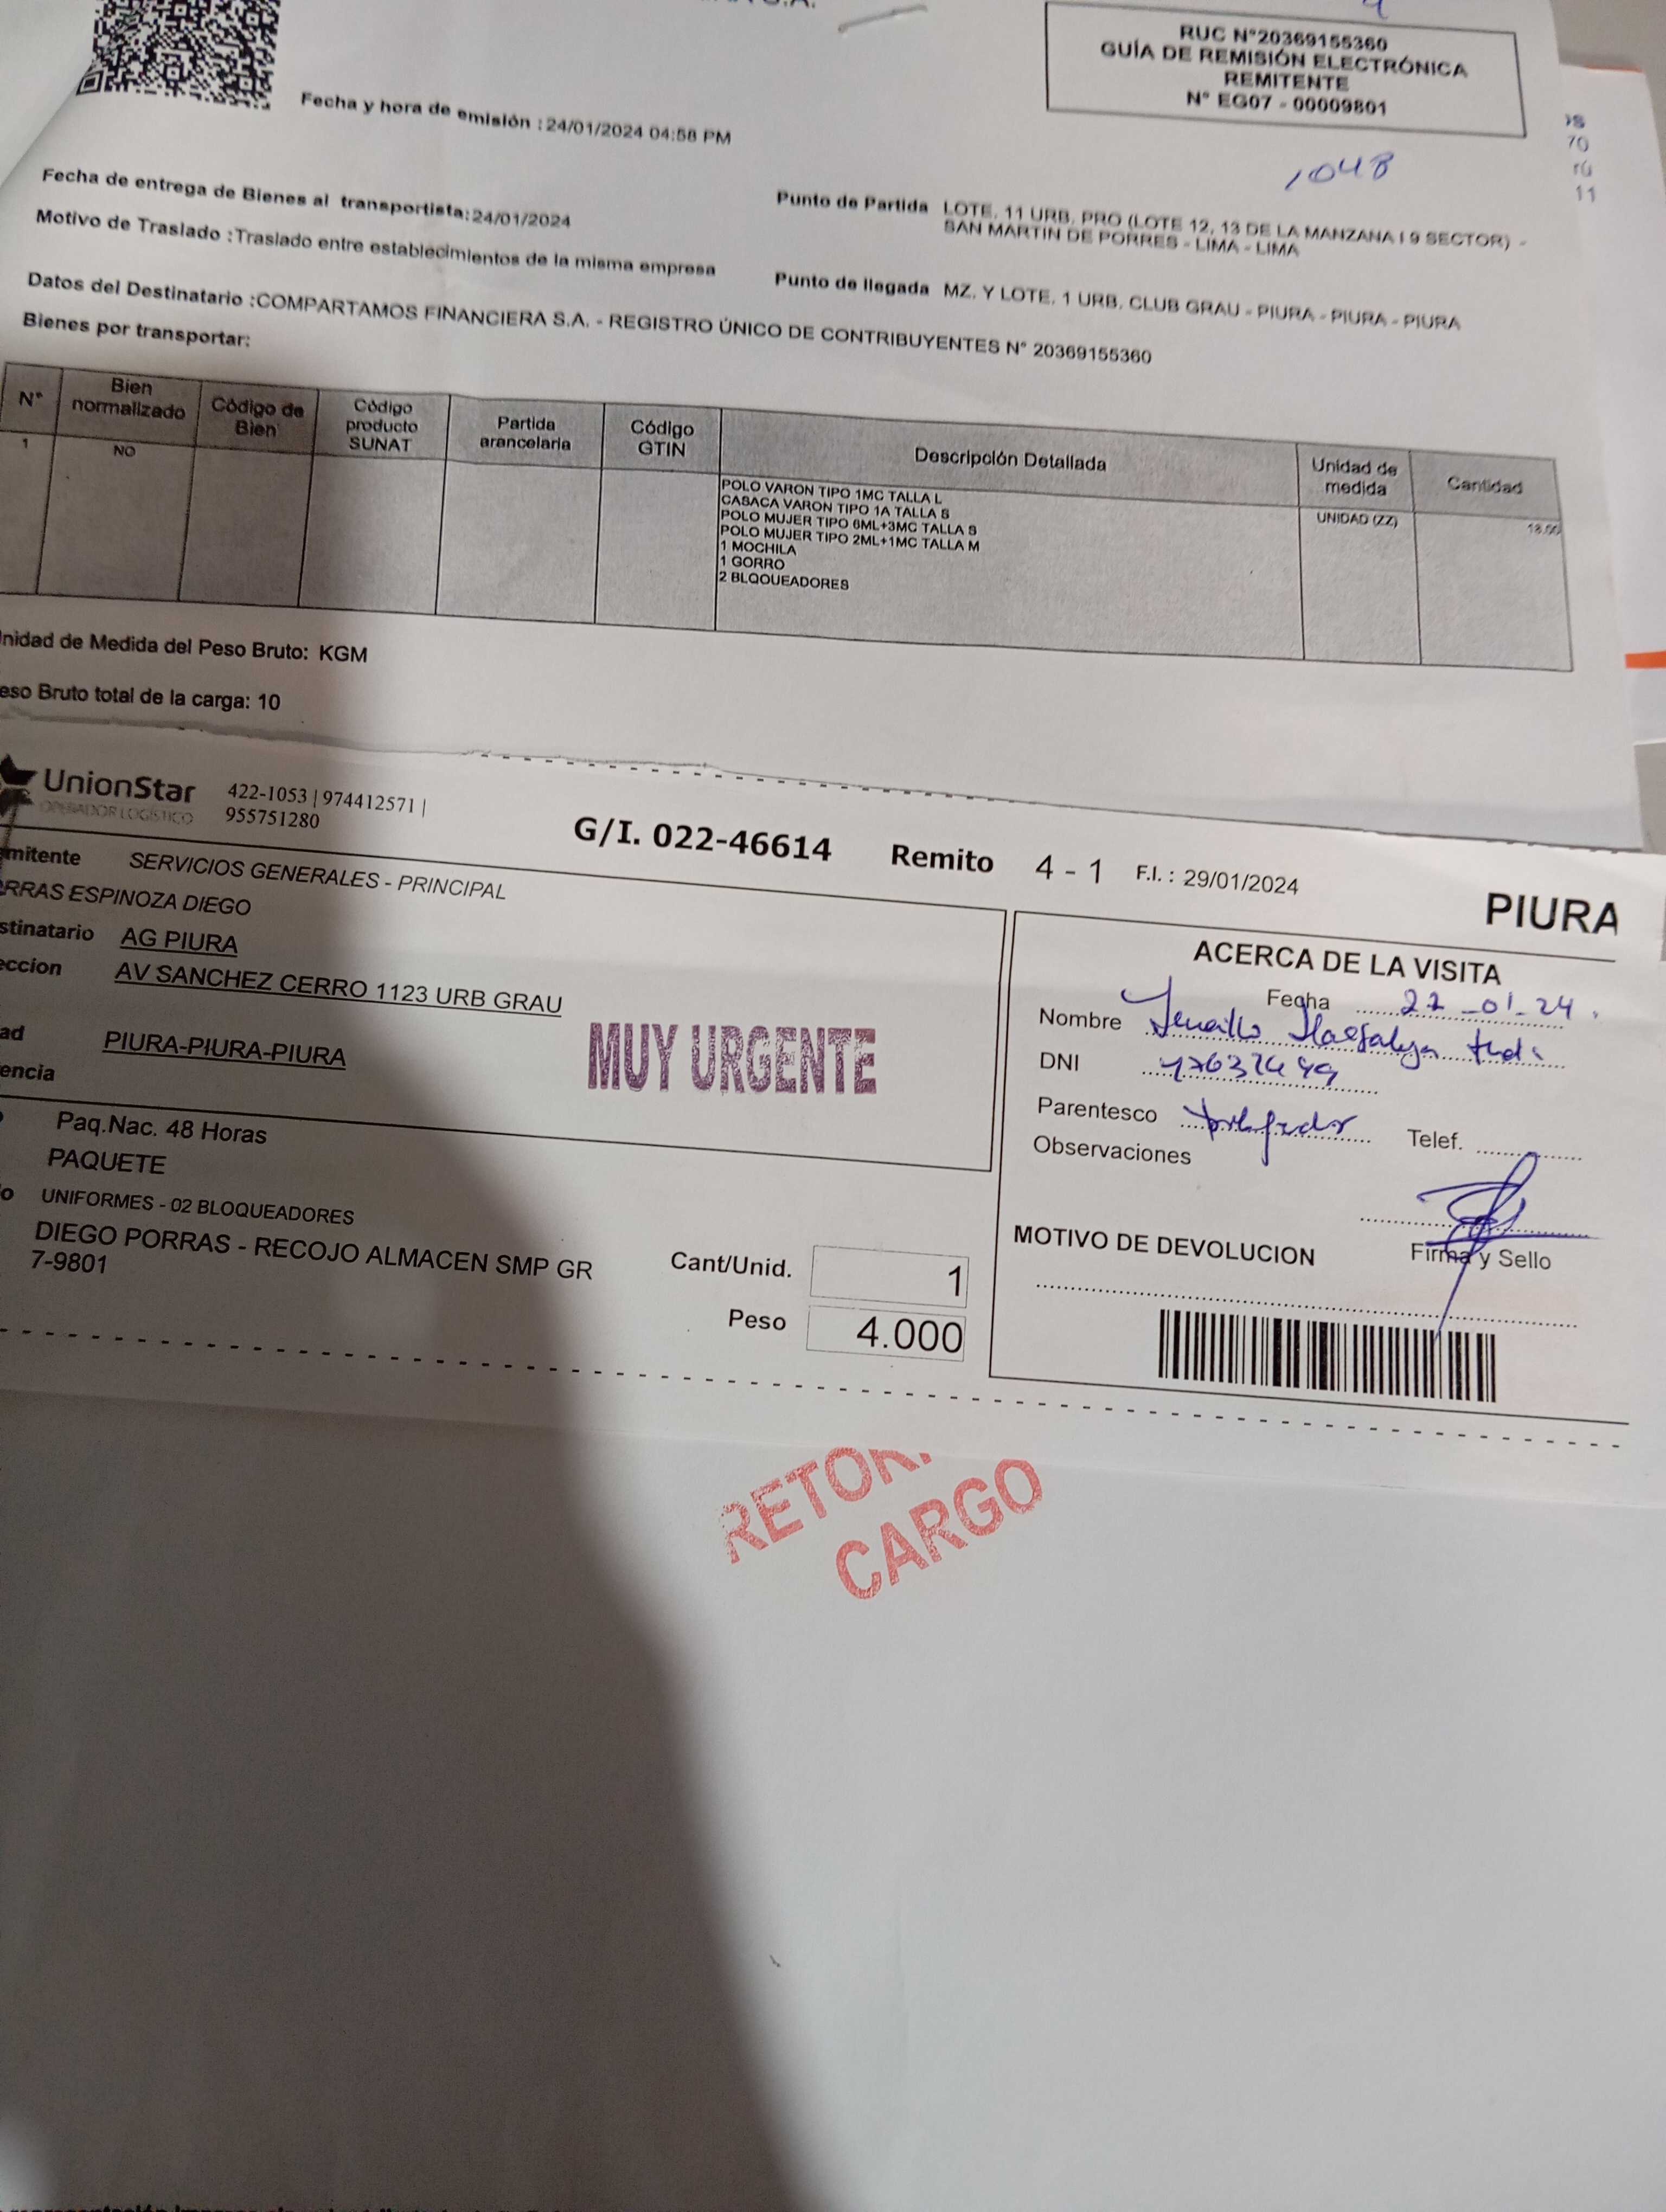 S.A.
RUC N°20369155360
GUÍA DE REMISIÓN ELECTRÓNICA
REMITENTE
N° EG07 - 00009801
Fecha y hora de emisión : 24/01/2024 04:58 PM
1048
70
rú
11
Fecha de entrega de Bienes al transportista: 24/01/2024
Motivo de Traslado :Traslado entre establecimientos de la misma empresa
Punto de Partida LOTE. 11 URB. PRO (LOTE 12, 13 DE LA MANZANA I 9 SECTOR) -
SAN MARTIN DE PORRES - LIMA - LIMA
Punto de llegada MZ. Y LOTE. 1 URB. CLUB GRAU - PIURA - PIURA - PIURA
Datos del Destinatario :COMPARTAMOS FINANCIERA S.A. - REGISTRO ÚNICO DE CONTRIBUYENTES N° 20369155360
Bienes por transportar:
N° Bien normalizado Código de Bien Código producto SUNAT Partida arancelaria Código GTIN Descripción Detallada Unidad de medida Cantidad
1 NO POLO VARON TIPO 1MC TALLA L UNIDAD (ZZ) 18.00
CASACA VARON TIPO 1A TALLA S
POLO MUJER TIPO 6ML+3MC TALLA S
POLO MUJER TIPO 2ML+1MC TALLA M
1 MOCHILA
1 GORRO
2 BLQOUEADORES
nidad de Medida del Peso Bruto: KGM
eso Bruto total de la carga: 10
UnionStar
OPERADOR LOGÍSTICO
422-1053 | 974412571 |
955751280
G/I. 022-46614 Remito 4 - 1 F.I. : 29/01/2024
PIURA
mitente SERVICIOS GENERALES - PRINCIPAL
RRAS ESPINOZA DIEGO
stinatario AG PIURA
eccion AV SANCHEZ CERRO 1123 URB GRAU
ad PIURA-PIURA-PIURA
encia
MUY URGENTE
Paq.Nac. 48 Horas
PAQUETE
o UNIFORMES - 02 BLOQUEADORES
DIEGO PORRAS - RECOJO ALMACEN SMP GR
7-9801
Cant/Unid. 1
Peso 4.000
ACERCA DE LA VISITA
Fecha
Nombre
DNI
Parentesco
Telef.
Observaciones
Firma y Sello
MOTIVO DE DEVOLUCION
RETOR
CARGO